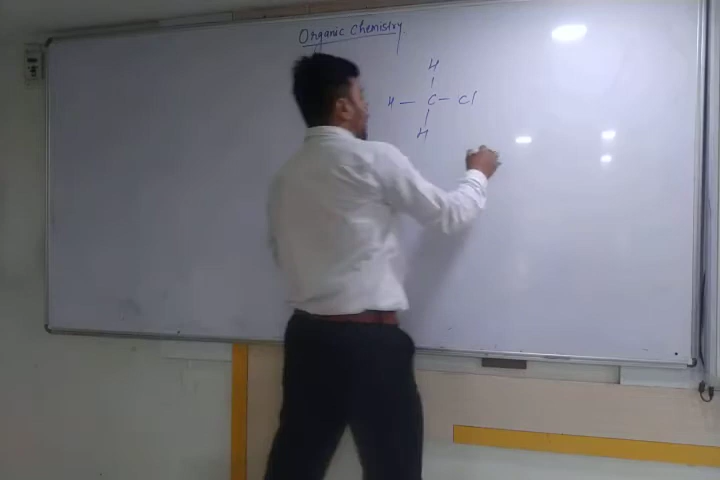 Organic Chemistry
H
H — C — Cl
H